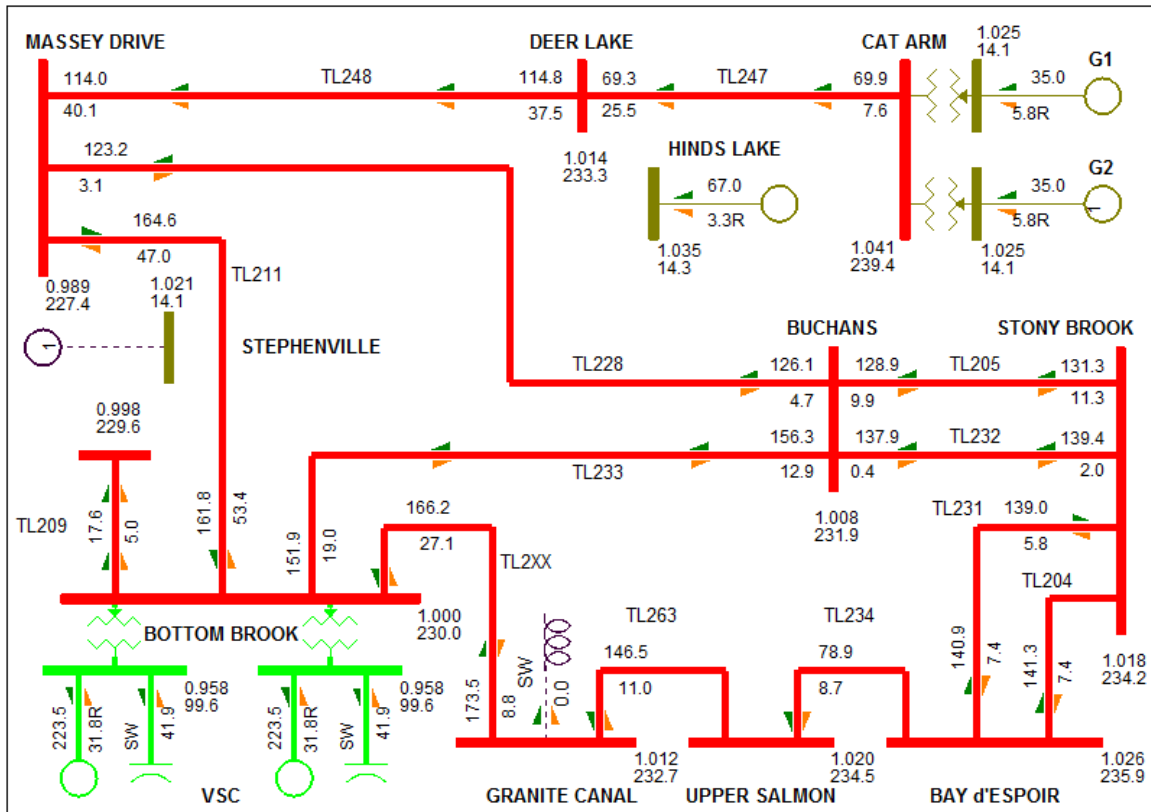 MASSEY DRIVE
DEER LAKE
CAT ARM
1.025
14.1
G1
114.0
TL248
114.8
69.3
TL247
69.9
35.0
40.1
37.5
25.5
7.6
5.8R
123.2
HINDS LAKE
1.014
233.3
G2
3.1
67.0
35.0
164.6
3.3R
1
5.8R
47.0
1.035
14.3
1.041
239.4
1.025
14.1
TL211
0.989
227.4
1.021
14.1
1
STEPHENVILLE
BUCHANS
STONY BROOK
TL228
126.1
128.9
TL205
131.3
4.7
9.9
11.3
0.998
229.6
156.3
137.9
TL232
139.4
TL233
12.9
0.4
2.0
TL209
17.6
5.0
161.8
53.4
151.9
19.0
166.2
27.1
TL2XX
1.008
231.9
TL231
139.0
5.8
TL204
BOTTOM BROOK
1.000
230.0
TL263
TL234
146.5
78.9
11.0
8.7
173.5
8.8
SW
0.0
140.9
7.4
141.3
7.4
1.018
234.2
0.958
99.6
0.958
99.6
223.5
31.8R
SW
41.9
223.5
31.8R
SW
41.9
1.012
232.7
1.020
234.5
1.026
235.9
VSC
GRANITE CANAL
UPPER SALMON
BAY d'ESPOIR